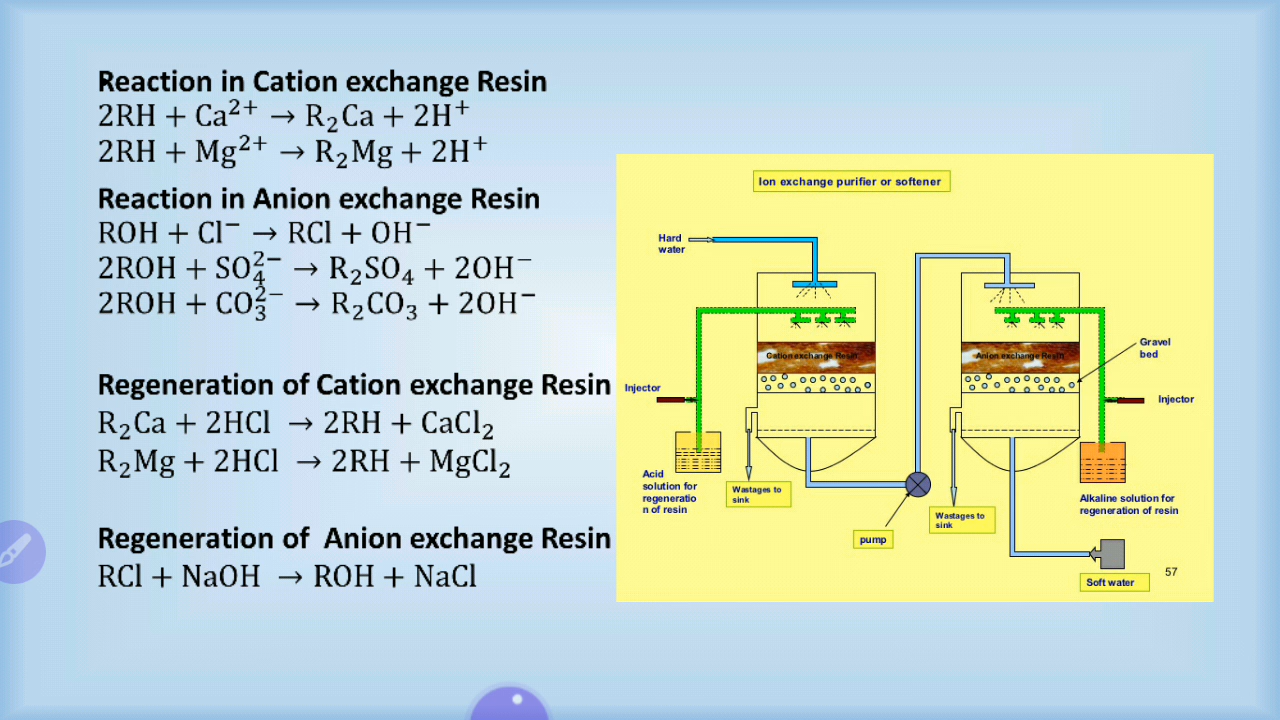 Reaction in Cation exchange Resin
2RH + Ca²⁺ → R₂Ca + 2H⁺
2RH + Mg²⁺ → R₂Mg + 2H⁺
Reaction in Anion exchange Resin
ROH + Cl⁻ → RCl + OH⁻
2ROH + SO₄²⁻ → R₂SO₄ + 2OH⁻
2ROH + CO₃²⁻ → R₂CO₃ + 2OH⁻
Regeneration of Cation exchange Resin
R₂Ca + 2HCl → 2RH + CaCl₂
R₂Mg + 2HCl → 2RH + MgCl₂
Regeneration of Anion exchange Resin
RCl + NaOH → ROH + NaCl
Ion exchange purifier or softener
Hard
water
Cation exchange Resin
Anion exchange Resin
Gravel
bed
Injector
Injector
Acid
solution for
regeneratio
n of resin
Wastages to
sink
pump
Wastages to
sink
Alkaline solution for
regeneration of resin
Soft water
57